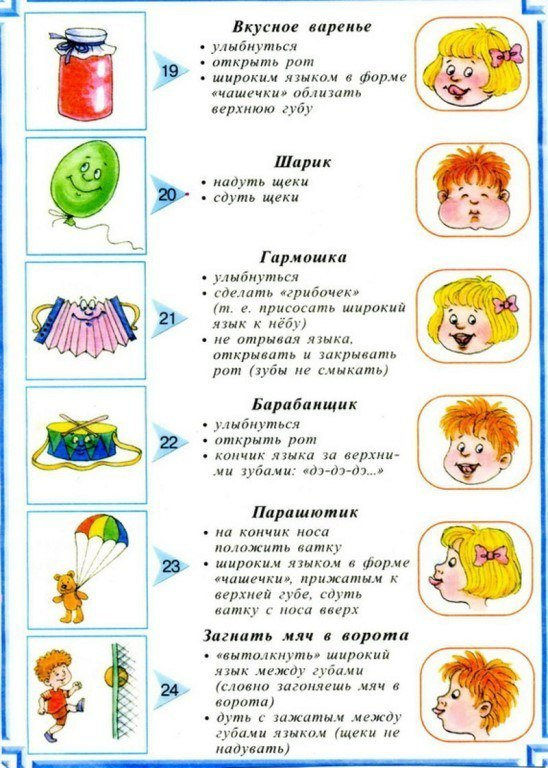 Вкусное варенье
19
• улыбнуться
• открыть рот
• широким языком в форме
«чашечки» облизать
верхнюю губу
Шарик
20
• надуть щеки
• сдуть щеки
Гармошка
21
• улыбнуться
• сделать «грибочек»
(т. е. присосать широкий
язык к нёбу)
• не отрывая языка,
открывать и закрывать
рот (зубы не смыкать)
Барабанщик
22
• улыбнуться
• открыть рот
• кончик языка за верхни-
ми зубами: «дэ-дэ-дэ...»
Парашютик
23
• на кончик носа
положить ватку
• широким языком в форме
«чашечки», прижатым к
верхней губе, сдуть
ватку с носа вверх
Загнать мяч в ворота
24
• «вытолкнуть» широкий
язык между губами
(словно загоняешь мяч в
ворота)
• дуть с зажатым между
губами языком (щеки не
надувать)